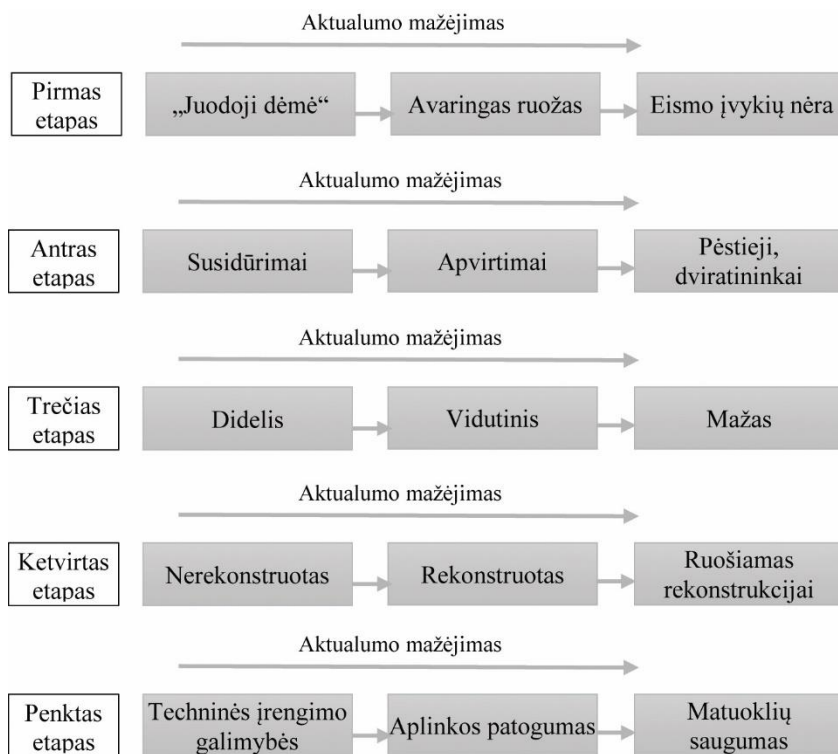 Aktualumo mažėjimas
Pirmas
etapas
„Juodoji dėmė“
Avaringas ruožas
Eismo įvykių nėra
Aktualumo mažėjimas
Antras
etapas
Susidūrimai
Apvirtimai
Pėstieji,
dviratininkai
Aktualumo mažėjimas
Trečias
etapas
Didelis
Vidutinis
Mažas
Aktualumo mažėjimas
Ketvirtas
etapas
Nerekonstruotas
Rekonstruotas
Ruošiamas
rekonstrukcijai
Aktualumo mažėjimas
Penktas
etapas
Techninės įrengimo
galimybės
Aplinkos patogumas
Matuoklių
saugumas